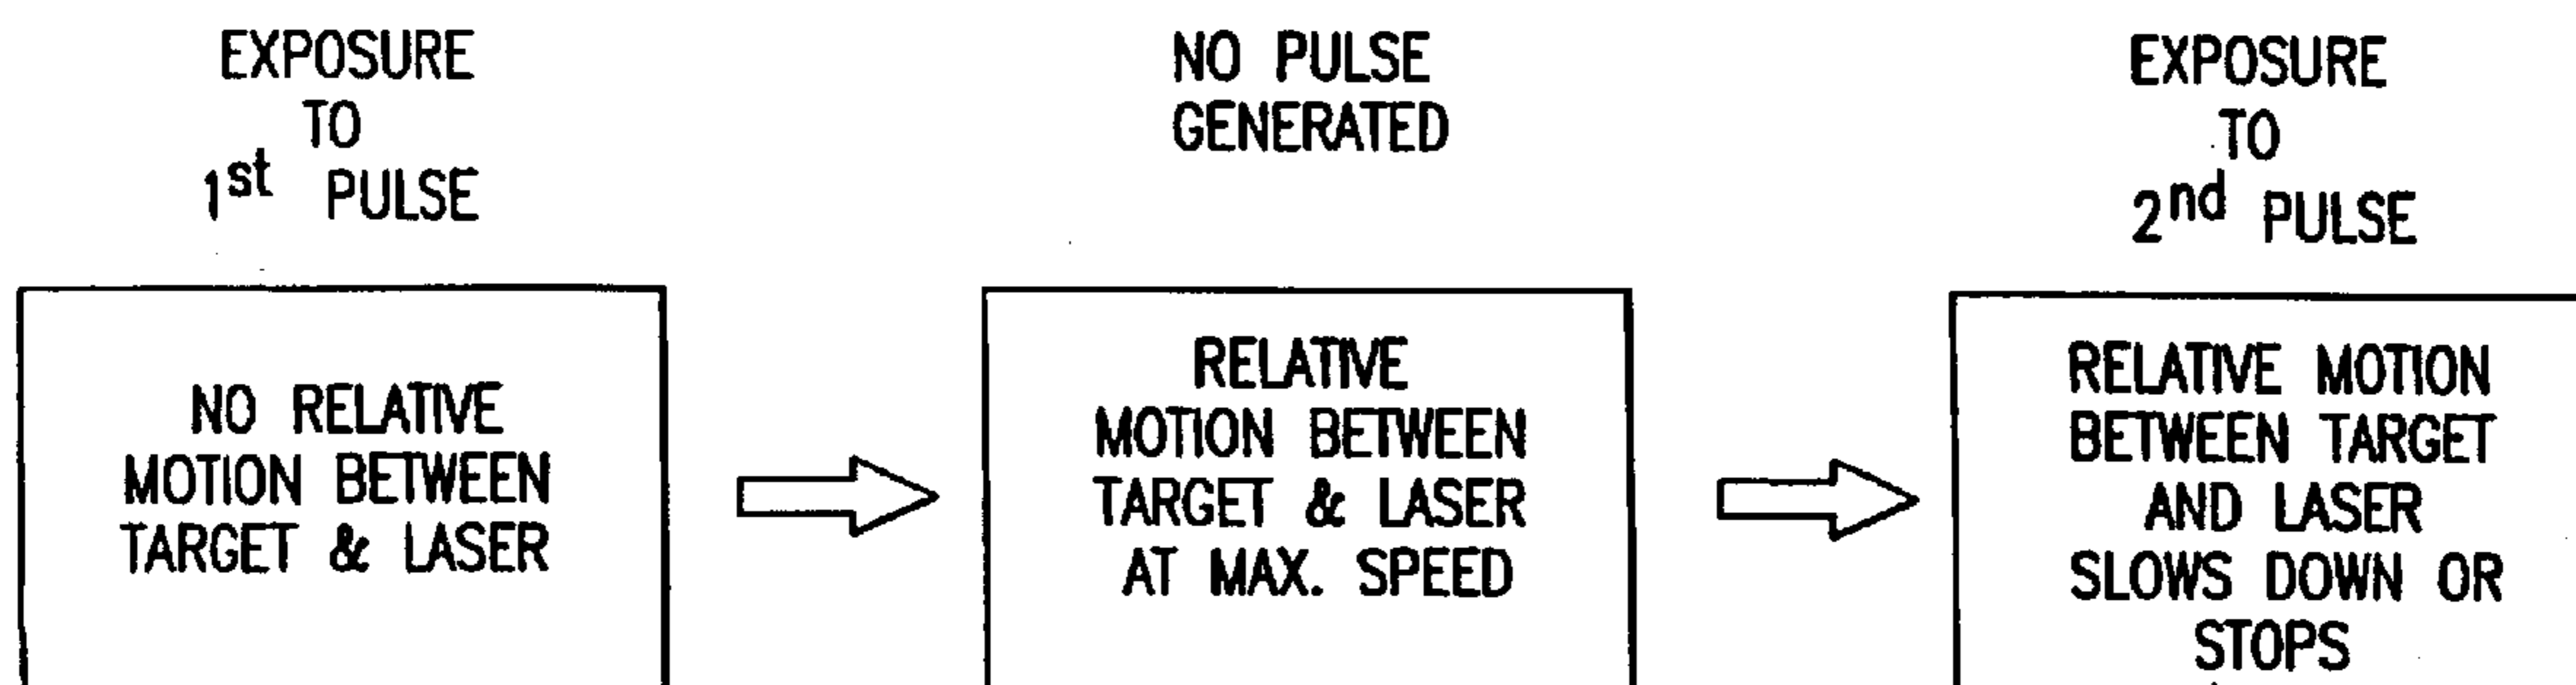 EXPOSURE
TO
1st PULSE
NO PULSE
GENERATED
EXPOSURE
TO
2nd PULSE
NO RELATIVE
MOTION BETWEEN
TARGET & LASER
RELATIVE
MOTION BETWEEN
TARGET & LASER
AT MAX. SPEED
RELATIVE MOTION
BETWEEN TARGET
AND LASER
SLOWS DOWN OR
STOPS